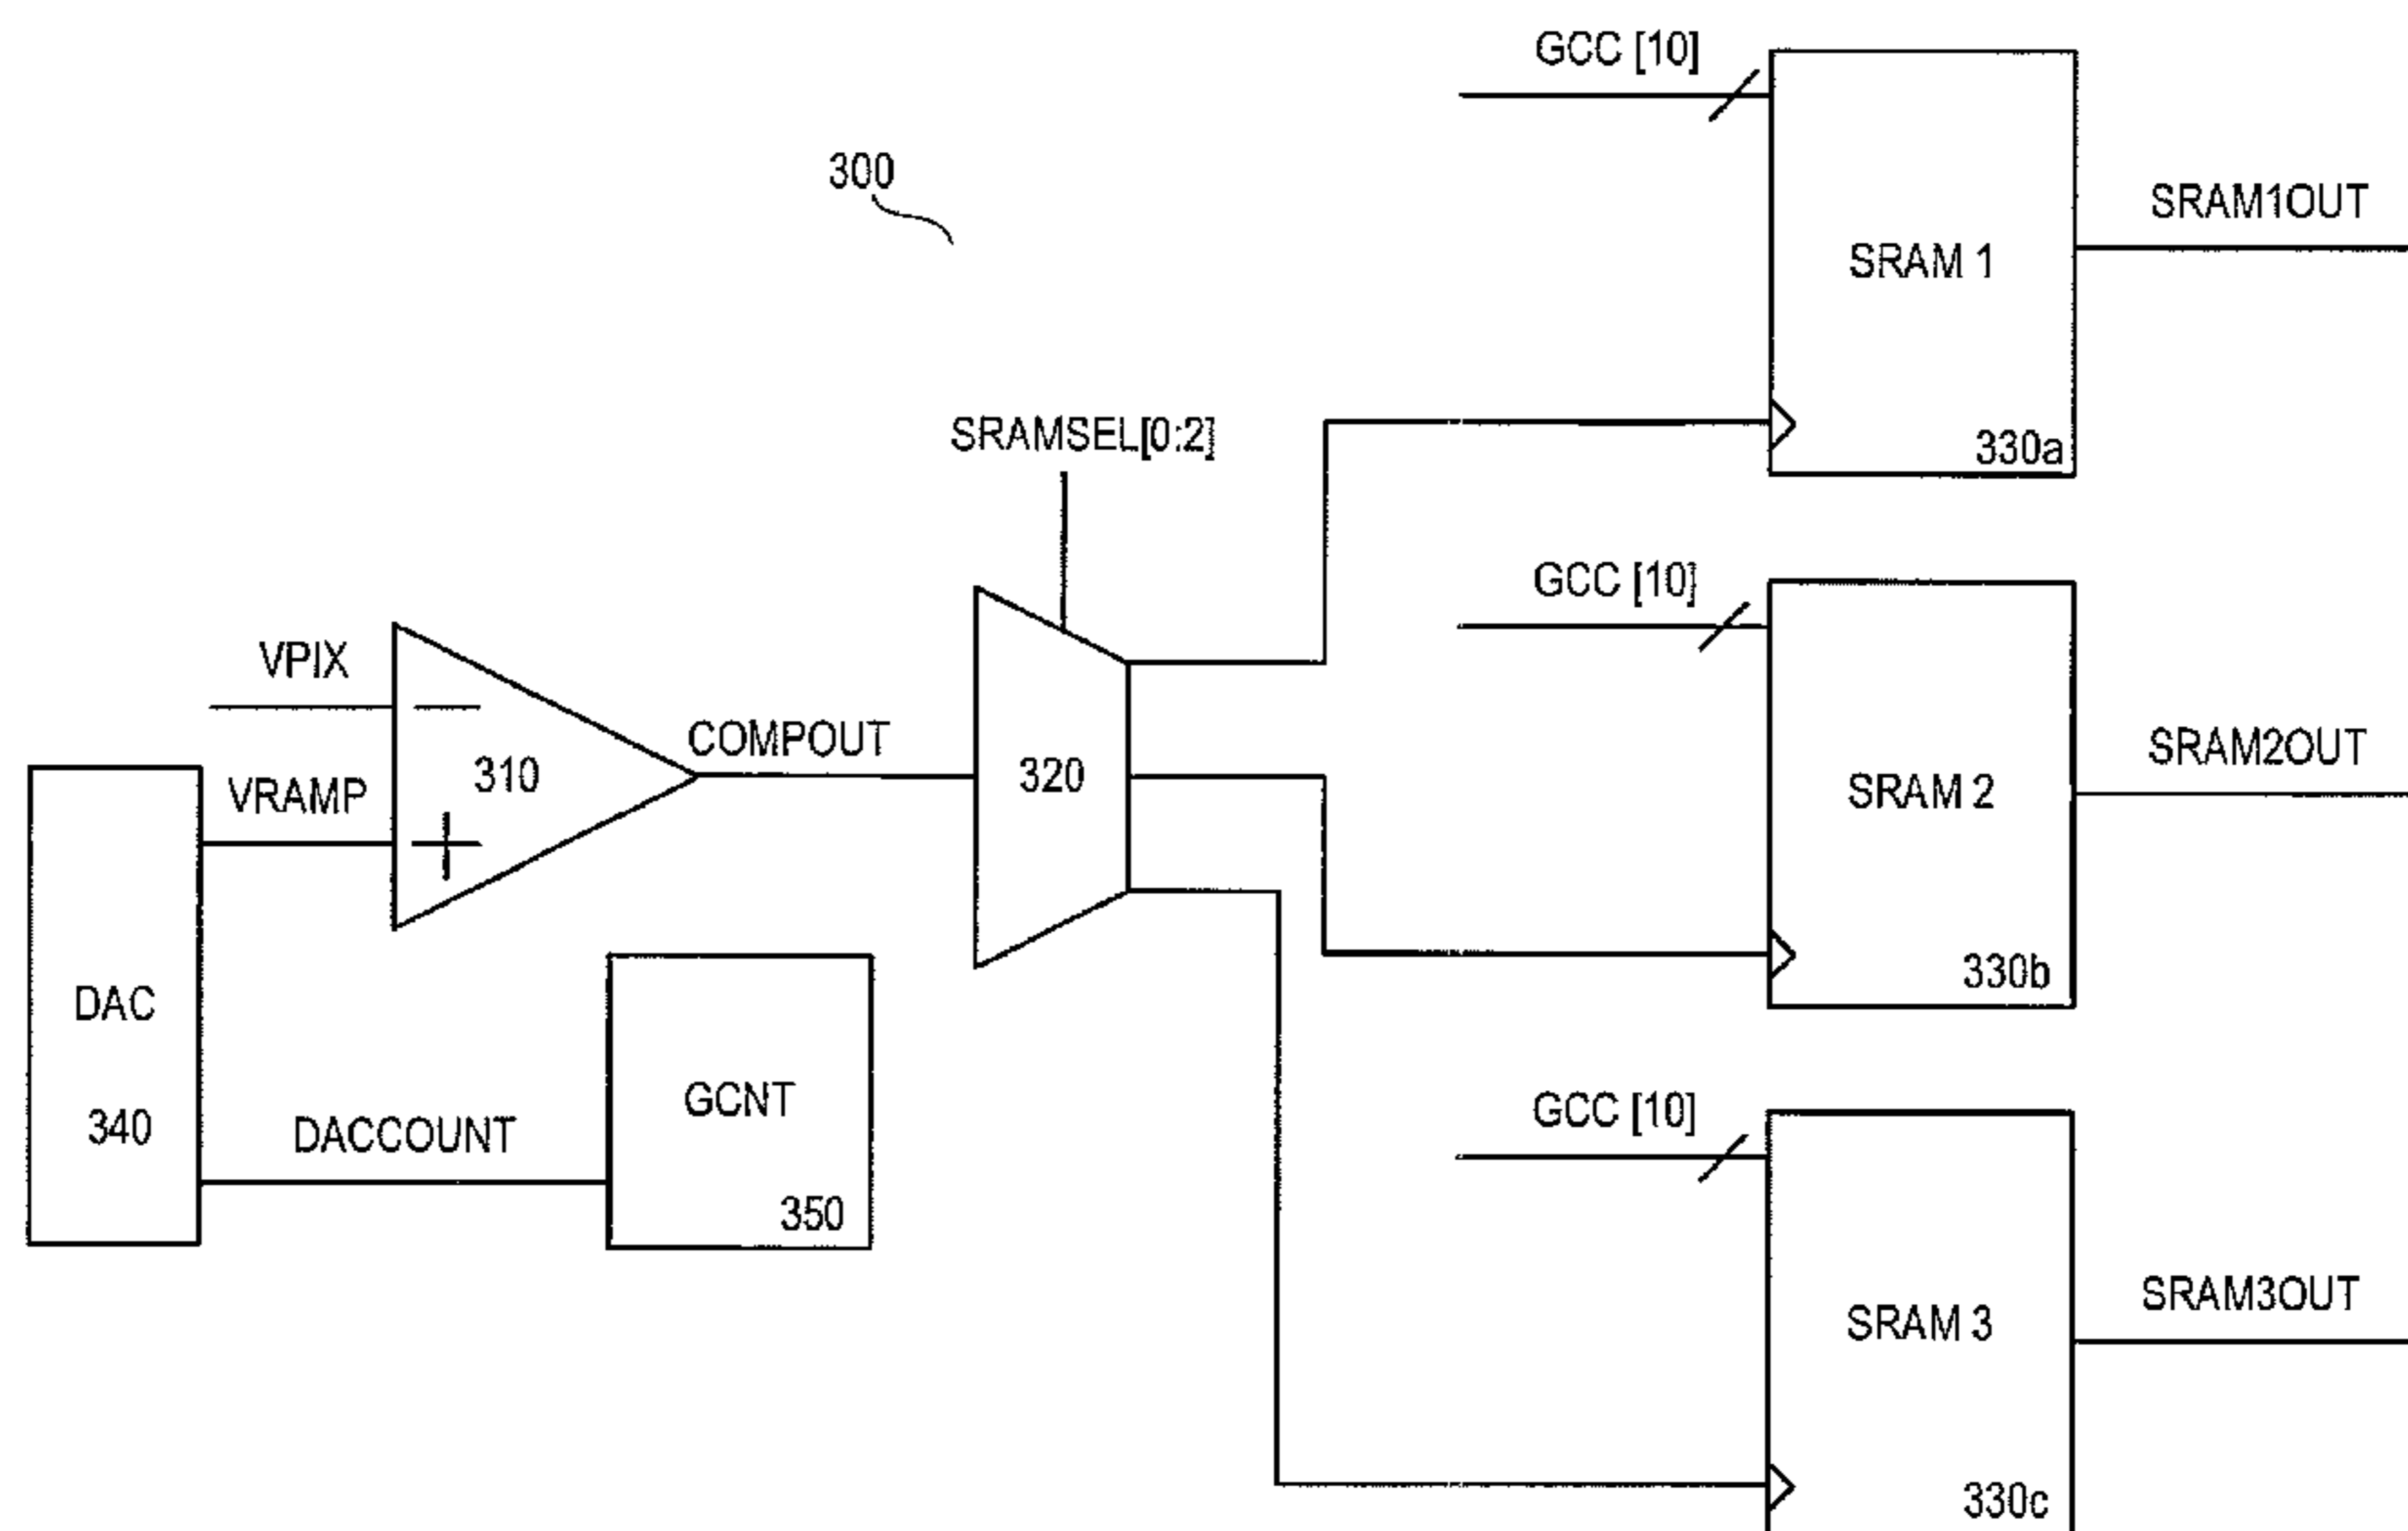 GCC [10]
300
SRAM1OUT
SRAM 1
SRAMSEL[0:2]
330a
GCC [10]
VPIX
COMPOUT
SRAM2OUT
310
320
VRAMP
SRAM 2
330b
DAC
GCNT
GCC [10]
340
DACCOUNT
350
SRAM3OUT
SRAM 3
330c